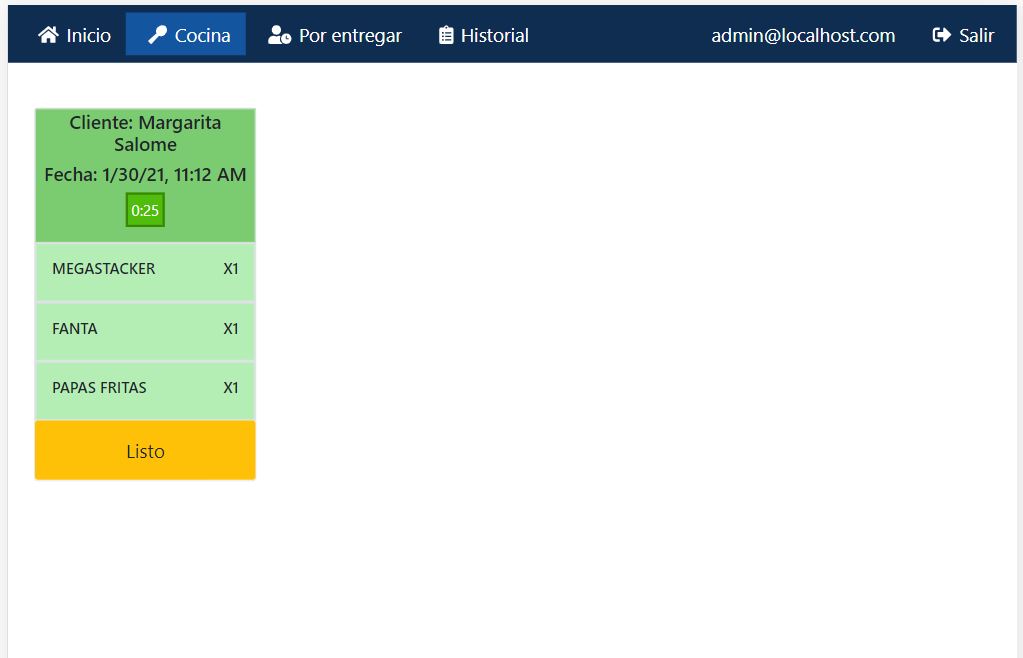 Inicio Cocina Por entregar Historial admin@localhost.com Salir
Cliente: Margarita
Salome
Fecha: 1/30/21, 11:12 AM
0:25
MEGASTACKER X1
FANTA X1
PAPAS FRITAS X1
Listo